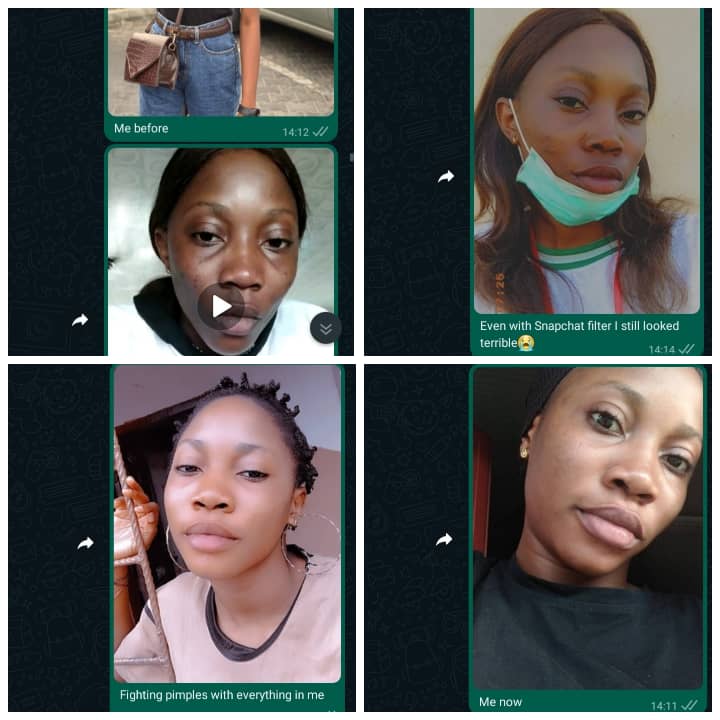 Me before
14:12
Even with Snapchat filter I still looked
terrible😭
14:14
Fighting pimples with everything in me
Me now
14:11